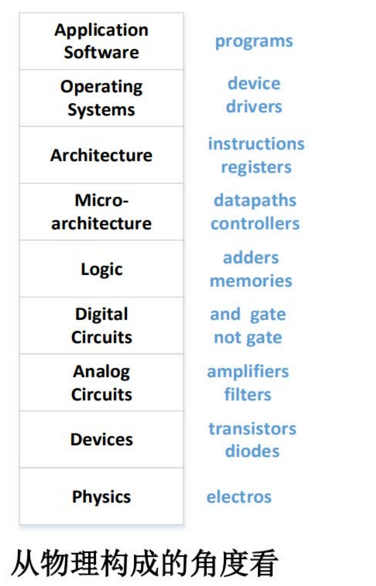 Application
Software
programs
Operating
Systems
device
drivers
Architecture
instructions
registers
Micro-
architecture
datapaths
controllers
Logic
adders
memories
Digital
Circuits
and gate
not gate
Analog
Circuits
amplifiers
filters
Devices
transistors
diodes
Physics
electros
从物理构成的角度看